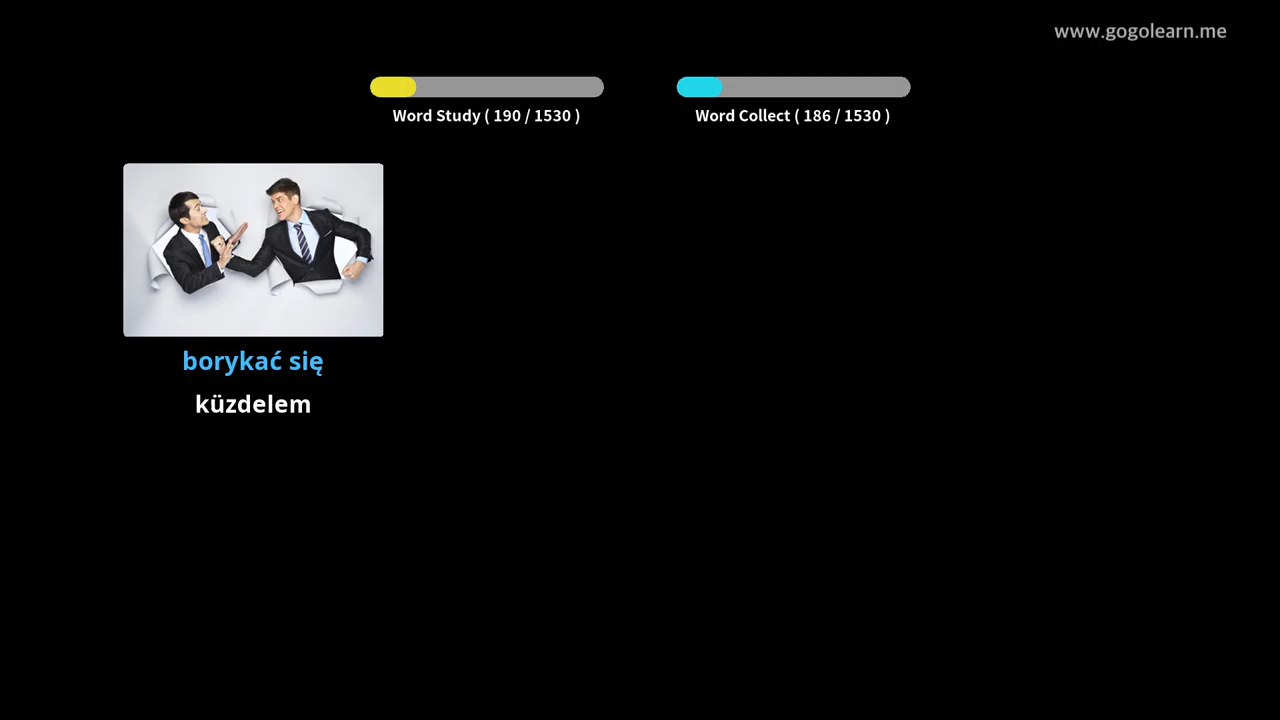 www.gogolearn.me
Word Study ( 190 / 1530 )
Word Collect ( 186 / 1530 )
borykać się
küzdelem